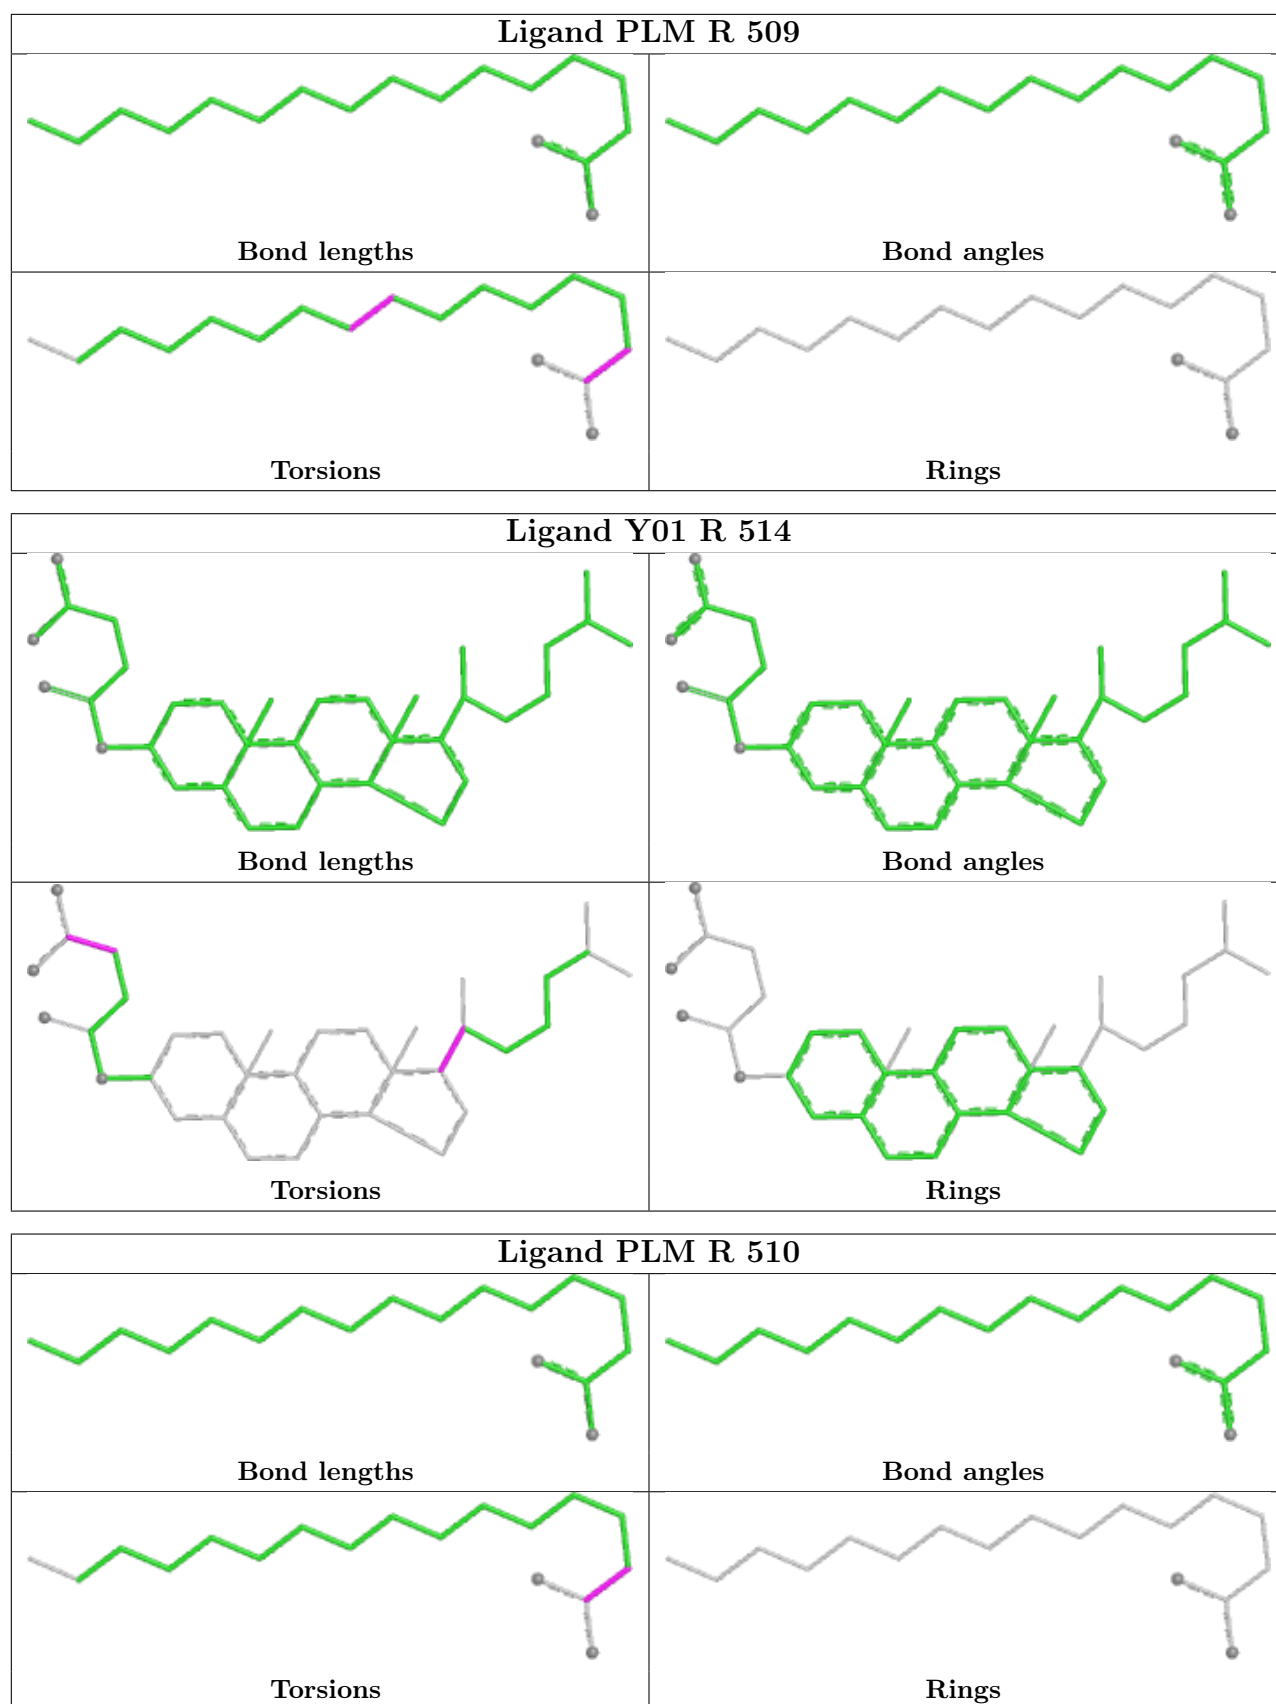 Ligand PLM R 509
Bond lengths
Bond angles
Torsions
Rings
Ligand Y01 R 514
Bond lengths
Bond angles
Torsions
Rings
Ligand PLM R 510
Bond lengths
Bond angles
Torsions
Rings